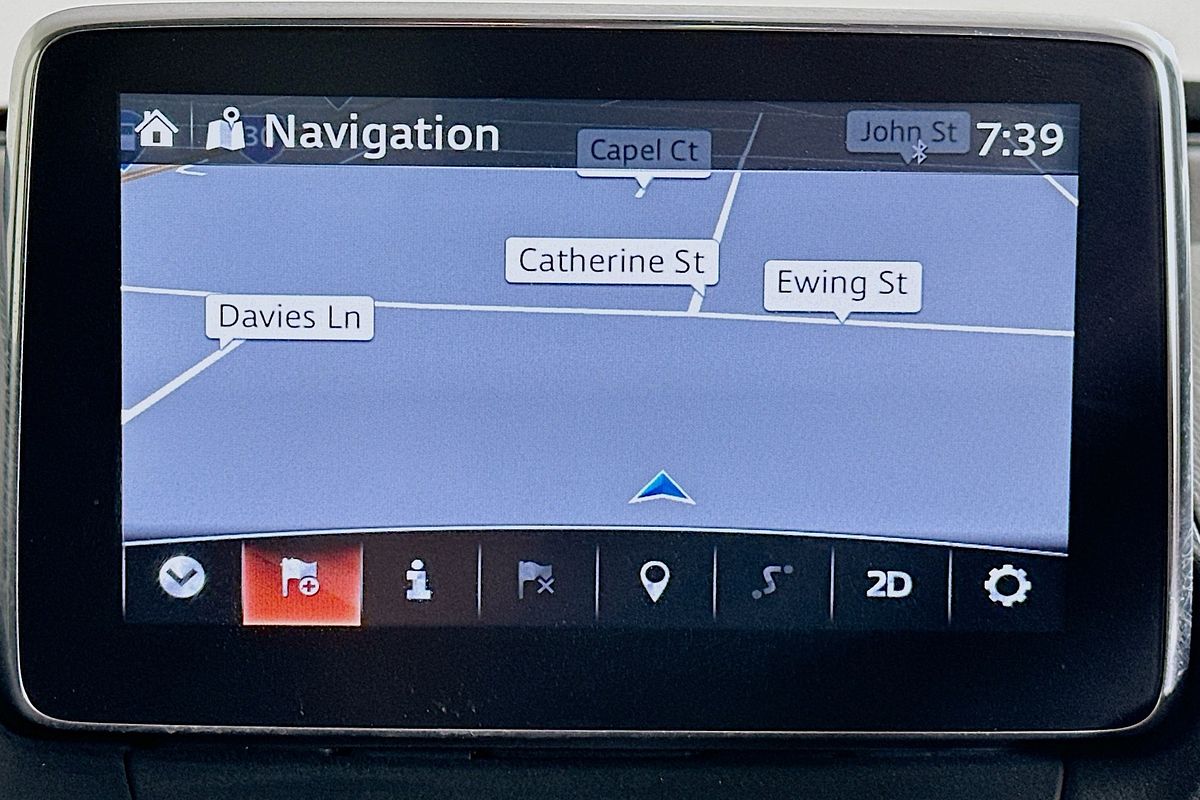 Navigation
7:39
John St
Capel Ct
Catherine St
Ewing St
Davies Ln
2D